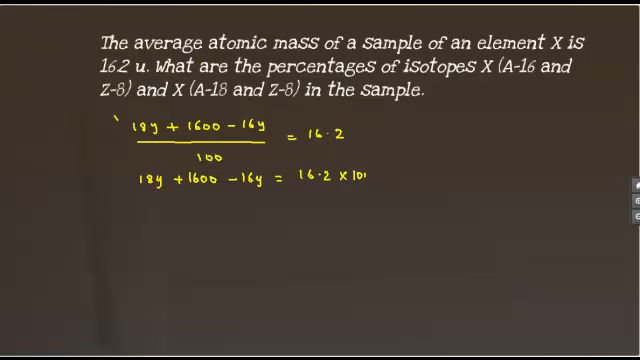 The average atomic mass of a sample of an element X is
16.2 u. What are the percentages of isotopes X (A-16 and
Z-8) and X (A-18 and Z-8) in the sample.
18y + 1600 - 16y = 16.2
100
18y + 1600 - 16y = 16.2 x